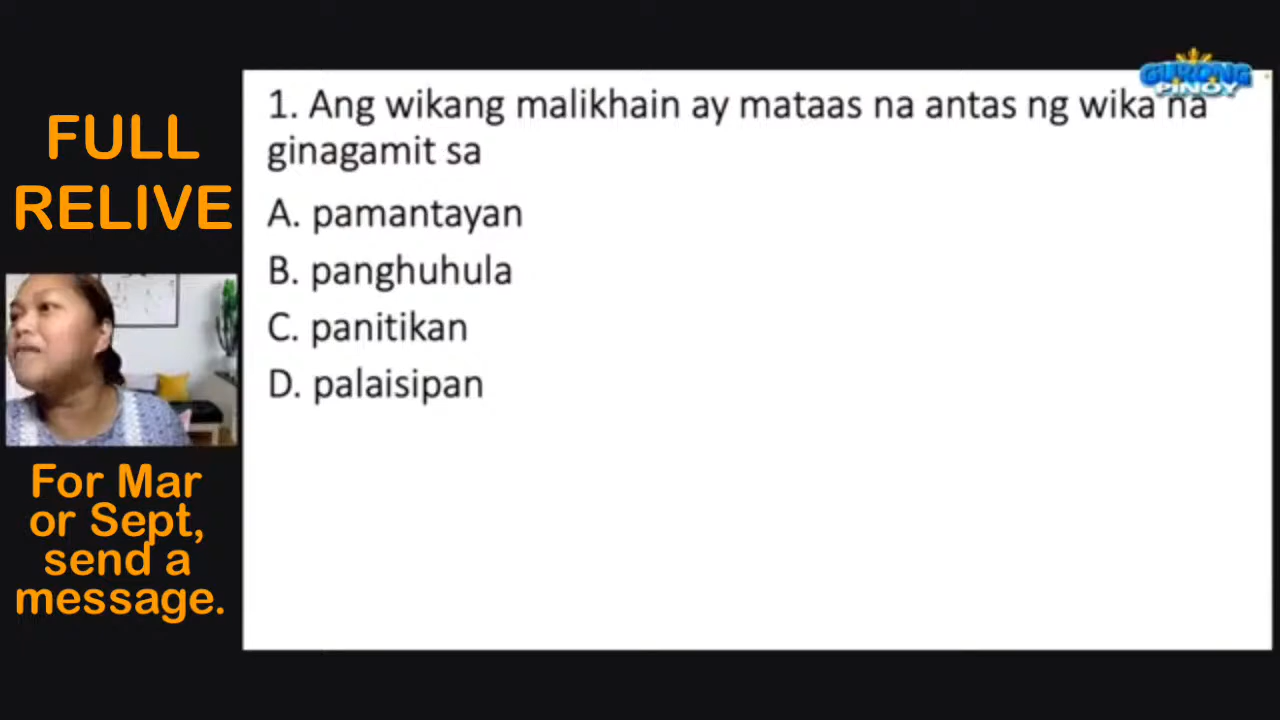 FULL
RELIVE
For Mar
or Sept,
send a
message.
GURONG
PINOY
1. Ang wikang malikhain ay mataas na antas ng wika na
ginagamit sa
A. pamantayan
B. panghuhula
C. panitikan
D. palaisipan